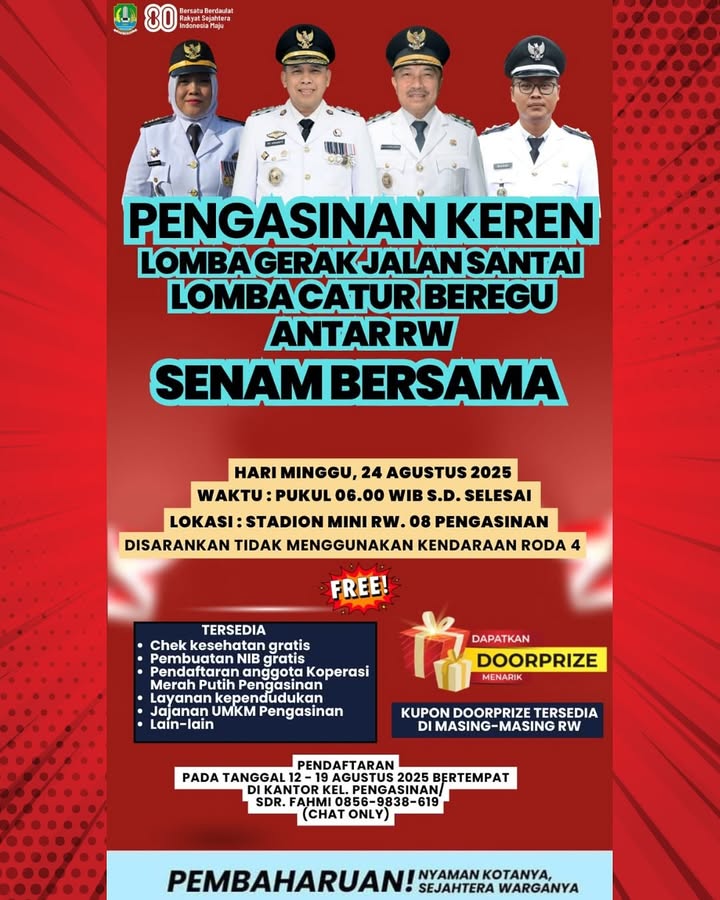 80
Bersatu Berdaulat
Rakyat Sejahtera
Indonesia Maju
PENGASINAN KEREN
LOMBA GERAK JALAN SANTAI
LOMBA CATUR BEREGU
ANTAR RW
SENAM BERSAMA
HARI MINGGU, 24 AGUSTUS 2025
WAKTU : PUKUL 06.00 WIB S.D. SELESAI
LOKASI : STADION MINI RW. 08 PENGASINAN
DISARANKAN TIDAK MENGGUNAKAN KENDARAAN RODA 4
FREE!
TERSEDIA
• Chek kesehatan gratis
• Pembuatan NIB gratis
• Pendaftaran anggota Koperasi
Merah Putih Pengasinan
• Layanan kependudukan
• Jajanan UMKM Pengasinan
• Lain-lain
DAPATKAN
DOORPRIZE
MENARIK
KUPON DOORPRIZE TERSEDIA
DI MASING-MASING RW
PENDAFTARAN
PADA TANGGAL 12 - 19 AGUSTUS 2025 BERTEMPAT
DI KANTOR KEL. PENGASINAN/
SDR. FAHMI 0856-9838-619
(CHAT ONLY)
PEMBAHARUAN!
NYAMAN KOTANYA,
SEJAHTERA WARGANYA